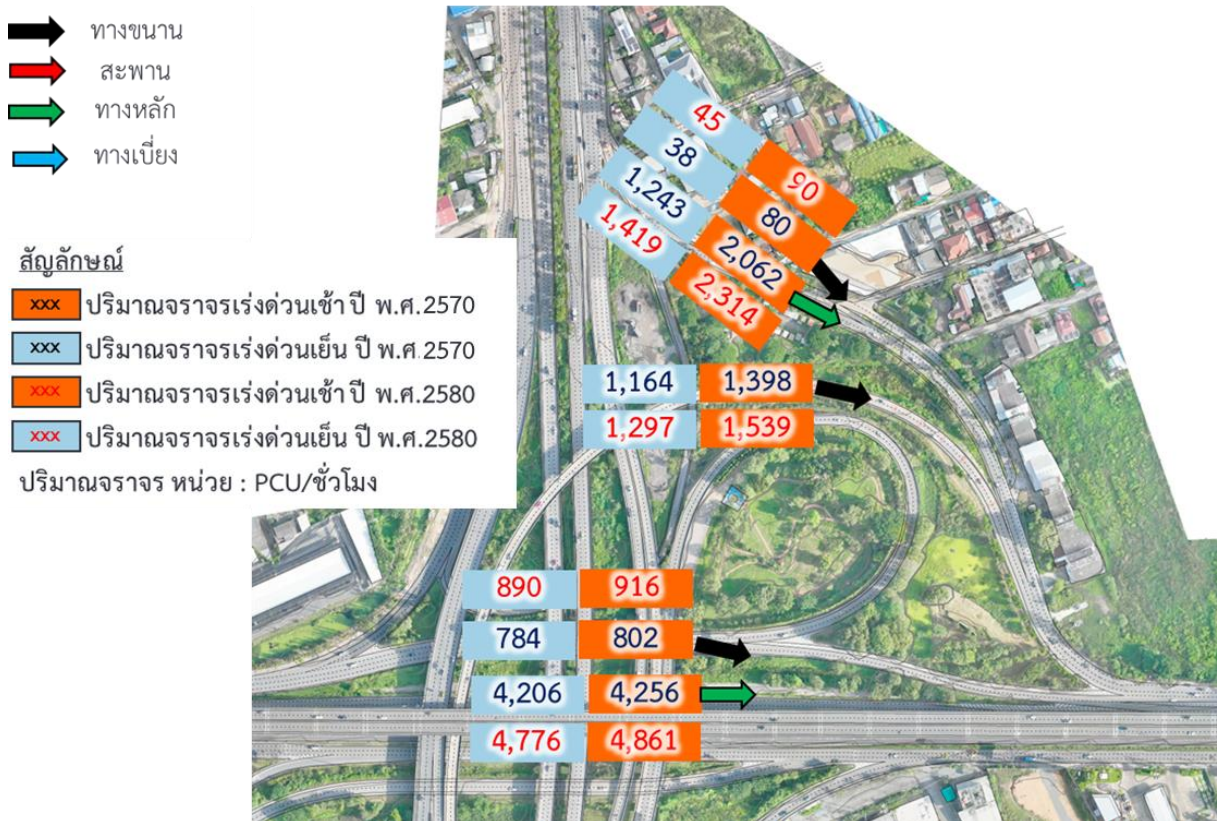 ทางขนาน
สะพาน
ทางหลัก
ทางเบี่ยง
สัญลักษณ์
xxx ปริมาณจราจรเร่งด่วนเช้า ปี พ.ศ.2570
xxx ปริมาณจราจรเร่งด่วนเย็น ปี พ.ศ.2570
xxx ปริมาณจราจรเร่งด่วนเช้า ปี พ.ศ.2580
xxx ปริมาณจราจรเร่งด่วนเย็น ปี พ.ศ.2580
ปริมาณจราจร หน่วย : PCU/ชั่วโมง
45 90
38 80
1,243 2,062
1,419 2,314
1,164 1,398
1,297 1,539
890 916
784 802
4,206 4,256
4,776 4,861